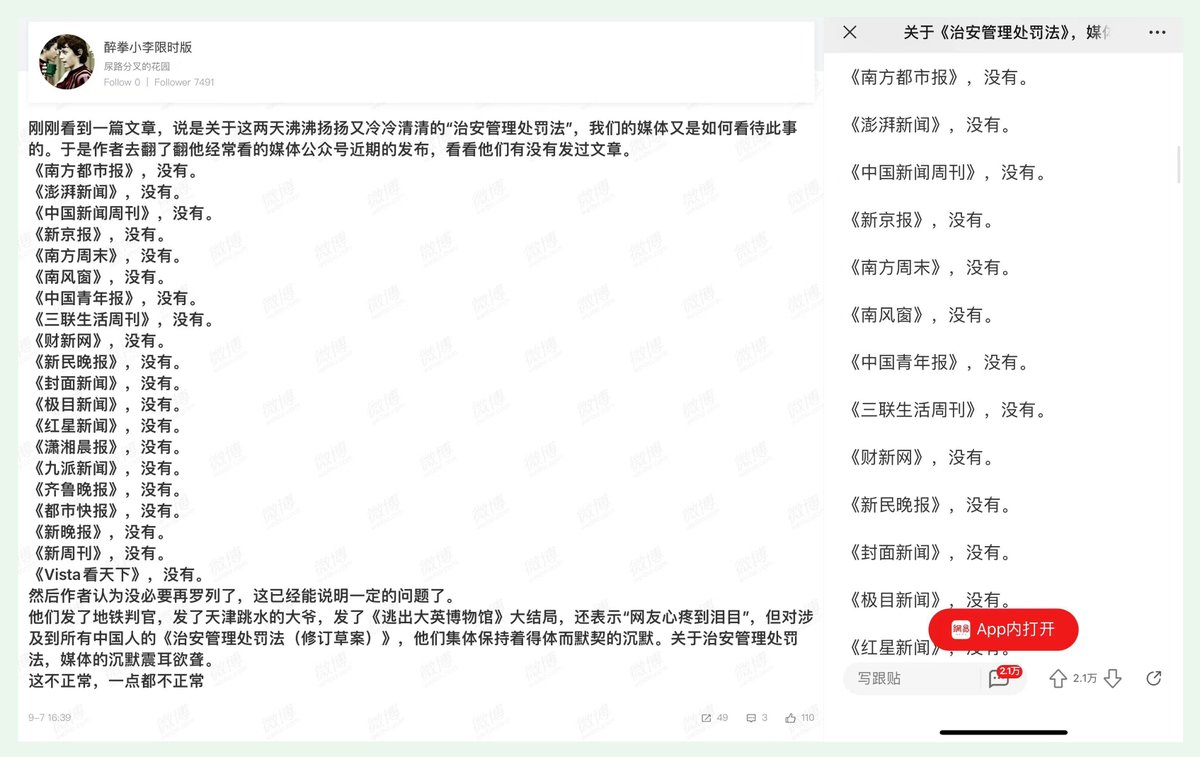 醉拳小李限时版
尿路分叉的花园
Follow 0 | Follower 7491
刚刚看到一篇文章，说是关于这两天沸沸扬扬又冷冷清清的“治安管理处罚法”，我们的媒体又是如何看待此事
的。于是作者去翻了翻他经常看的媒体公众号近期的发布，看看他们有没有发过文章。
《南方都市报》，没有。
《澎湃新闻》，没有。
《中国新闻周刊》，没有。
《新京报》，没有。
《南方周末》，没有。
《南风窗》，没有。
《中国青年报》，没有。
《三联生活周刊》，没有。
《财新网》，没有。
《新民晚报》，没有。
《封面新闻》，没有。
《极目新闻》，没有。
《红星新闻》，没有。
《潇湘晨报》，没有。
《九派新闻》，没有。
《齐鲁晚报》，没有。
《都市快报》，没有。
《新晚报》，没有。
《新周刊》，没有。
《Vista看天下》，没有。
然后作者认为没必要再罗列了，这已经能说明一定的问题了。
他们发了地铁判官，发了天津跳水的大爷，发了《逃出大英博物馆》大结局，还表示“网友心疼到泪目”，但对涉
及到所有中国人的《治安管理处罚法（修订草案）》，他们集体保持着得体而默契的沉默。关于治安管理处罚
法，媒体的沉默震耳欲聋。
这不正常，一点都不正常
9-7 16:39
49
3
110
关于《治安管理处罚法》，媒体
《南方都市报》，没有。
《澎湃新闻》，没有。
《中国新闻周刊》，没有。
《新京报》，没有。
《南方周末》，没有。
《南风窗》，没有。
《中国青年报》，没有。
《三联生活周刊》，没有。
《财新网》，没有。
《新民晚报》，没有。
《封面新闻》，没有。
《极目新闻》，没有。
網易 App内打开
《红星新闻》，没有。
写跟贴
2.1万
2.1万